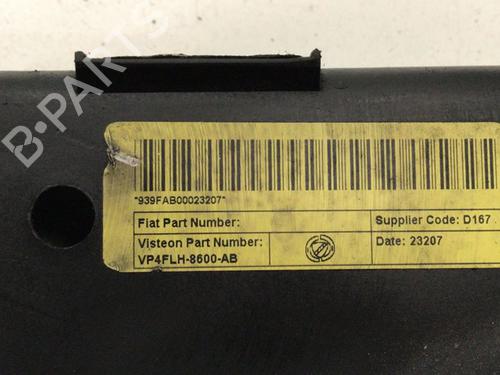 B-PARTS
"939FAB00023207"
Fiat Part Number:
Supplier Code: D167
Visteon Part Number:
VP4FLH-8600-AB
Date: 23207